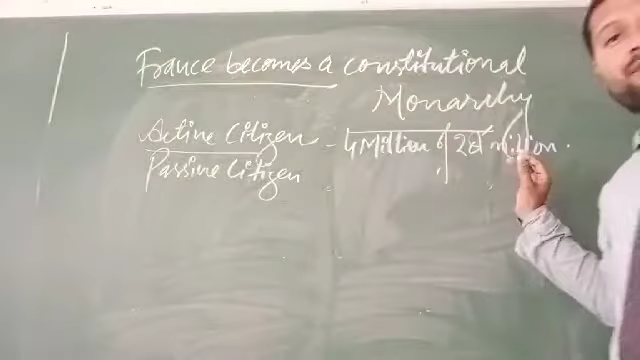 France becomes a constitutional
Monarchy
Active Citizen - 4 Million of 28 million.
Passive Citizen